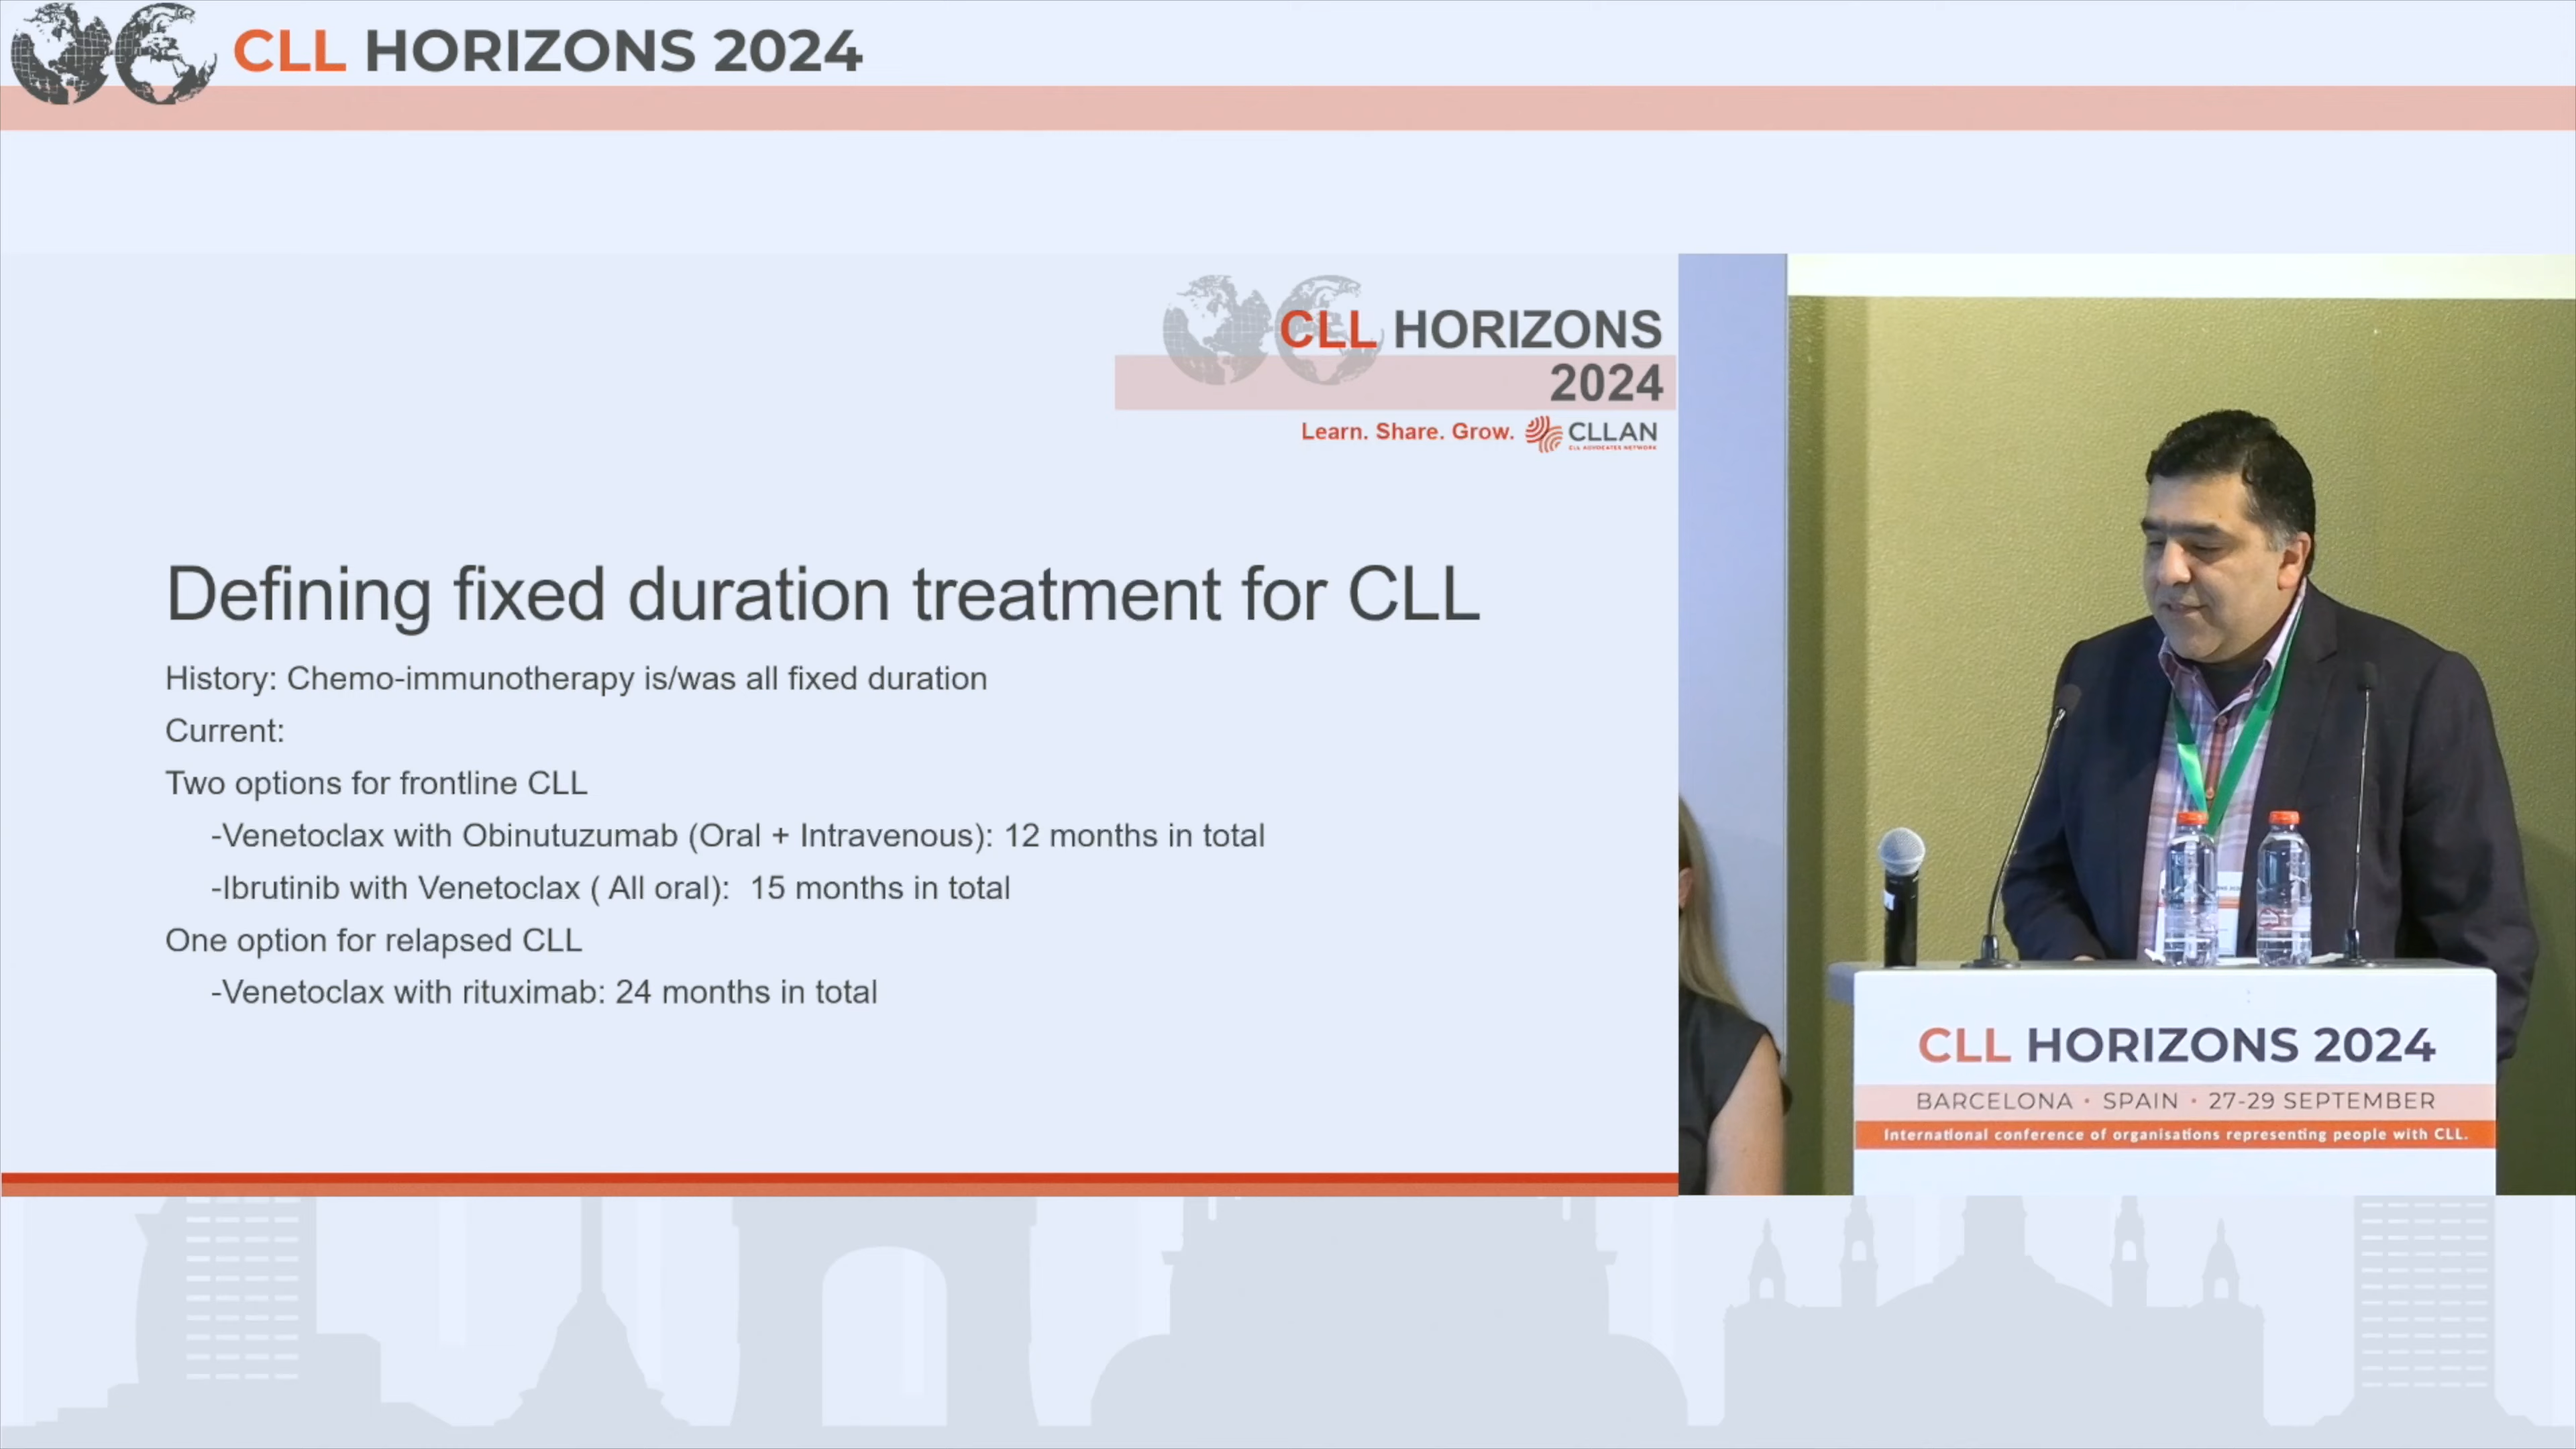 CLL HORIZONS 2024
CLL HORIZONS
2024
Learn. Share. Grow. CLLAN
CLL ADVOCATES NETWORK
Defining fixed duration treatment for CLL
History: Chemo-immunotherapy is/was all fixed duration
Current:
Two options for frontline CLL
-Venetoclax with Obinutuzumab (Oral + Intravenous): 12 months in total
-Ibrutinib with Venetoclax ( All oral):  15 months in total
One option for relapsed CLL
-Venetoclax with rituximab: 24 months in total
CLL HORIZONS 2024
BARCELONA • SPAIN • 27-29 SEPTEMBER
International conference of organisations representing people with CLL.